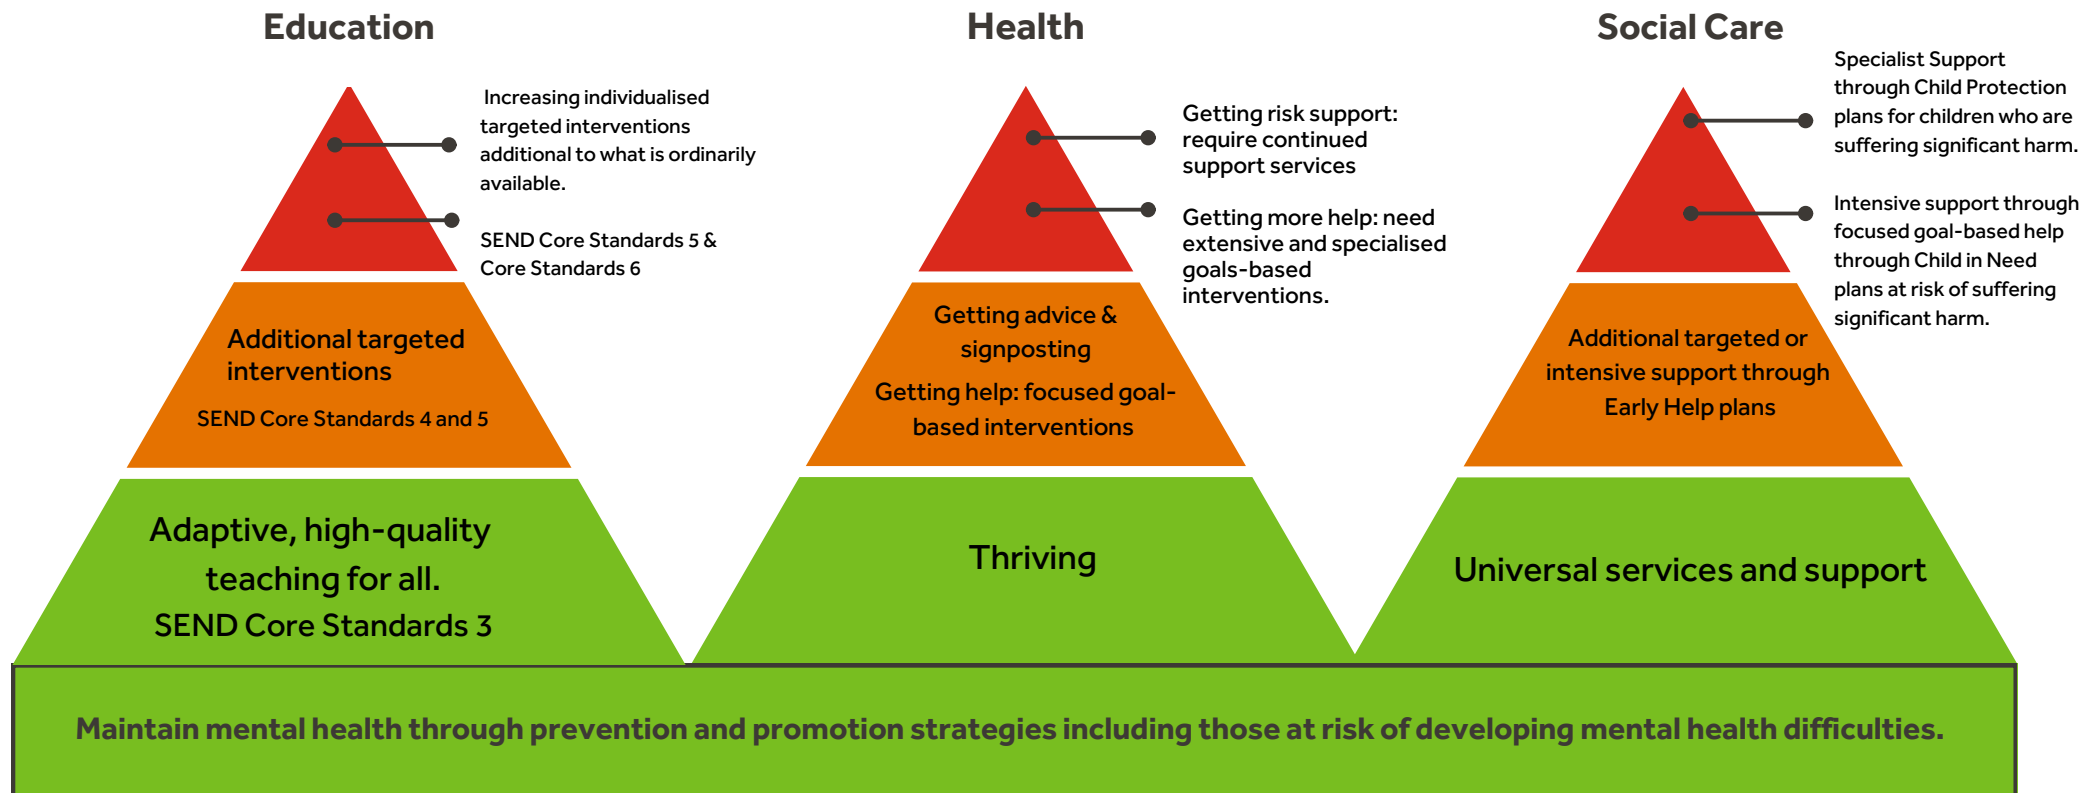 Education
Increasing individualised
targeted interventions
additional to what is ordinarily
available.
SEND Core Standards 5 &
Core Standards 6
Additional targeted
interventions
SEND Core Standards 4 and 5
Adaptive, high-quality
teaching for all.
SEND Core Standards 3
Health
Getting risk support:
require continued
support services
Getting more help: need
extensive and specialised
goals-based
interventions.
Getting advice &
signposting
Getting help: focused goal-
based interventions
Thriving
Social Care
Specialist Support
through Child Protection
plans for children who are
suffering significant harm.
Intensive support through
focused goal-based help
through Child in Need
plans at risk of suffering
significant harm.
Additional targeted or
intensive support through
Early Help plans
Universal services and support
Maintain mental health through prevention and promotion strategies including those at risk of developing mental health difficulties.